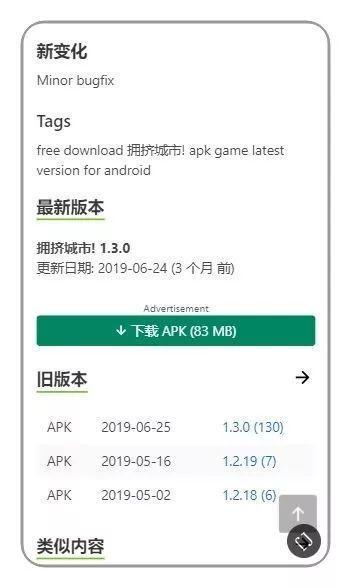 新变化
Minor bugfix
Tags
free download 拥挤城市! apk game latest
version for android
最新版本
拥挤城市! 1.3.0
更新日期: 2019-06-24 (3 个月 前)
Advertisement
下载 APK (83 MB)
旧版本
APK 2019-06-25 1.3.0 (130)
APK 2019-05-16 1.2.19 (7)
APK 2019-05-02 1.2.18 (6)
类似内容